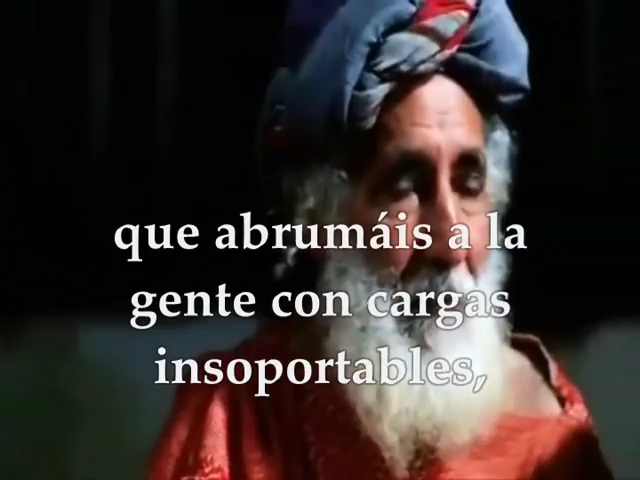 que abrumáis a la
gente con cargas
insoportables,